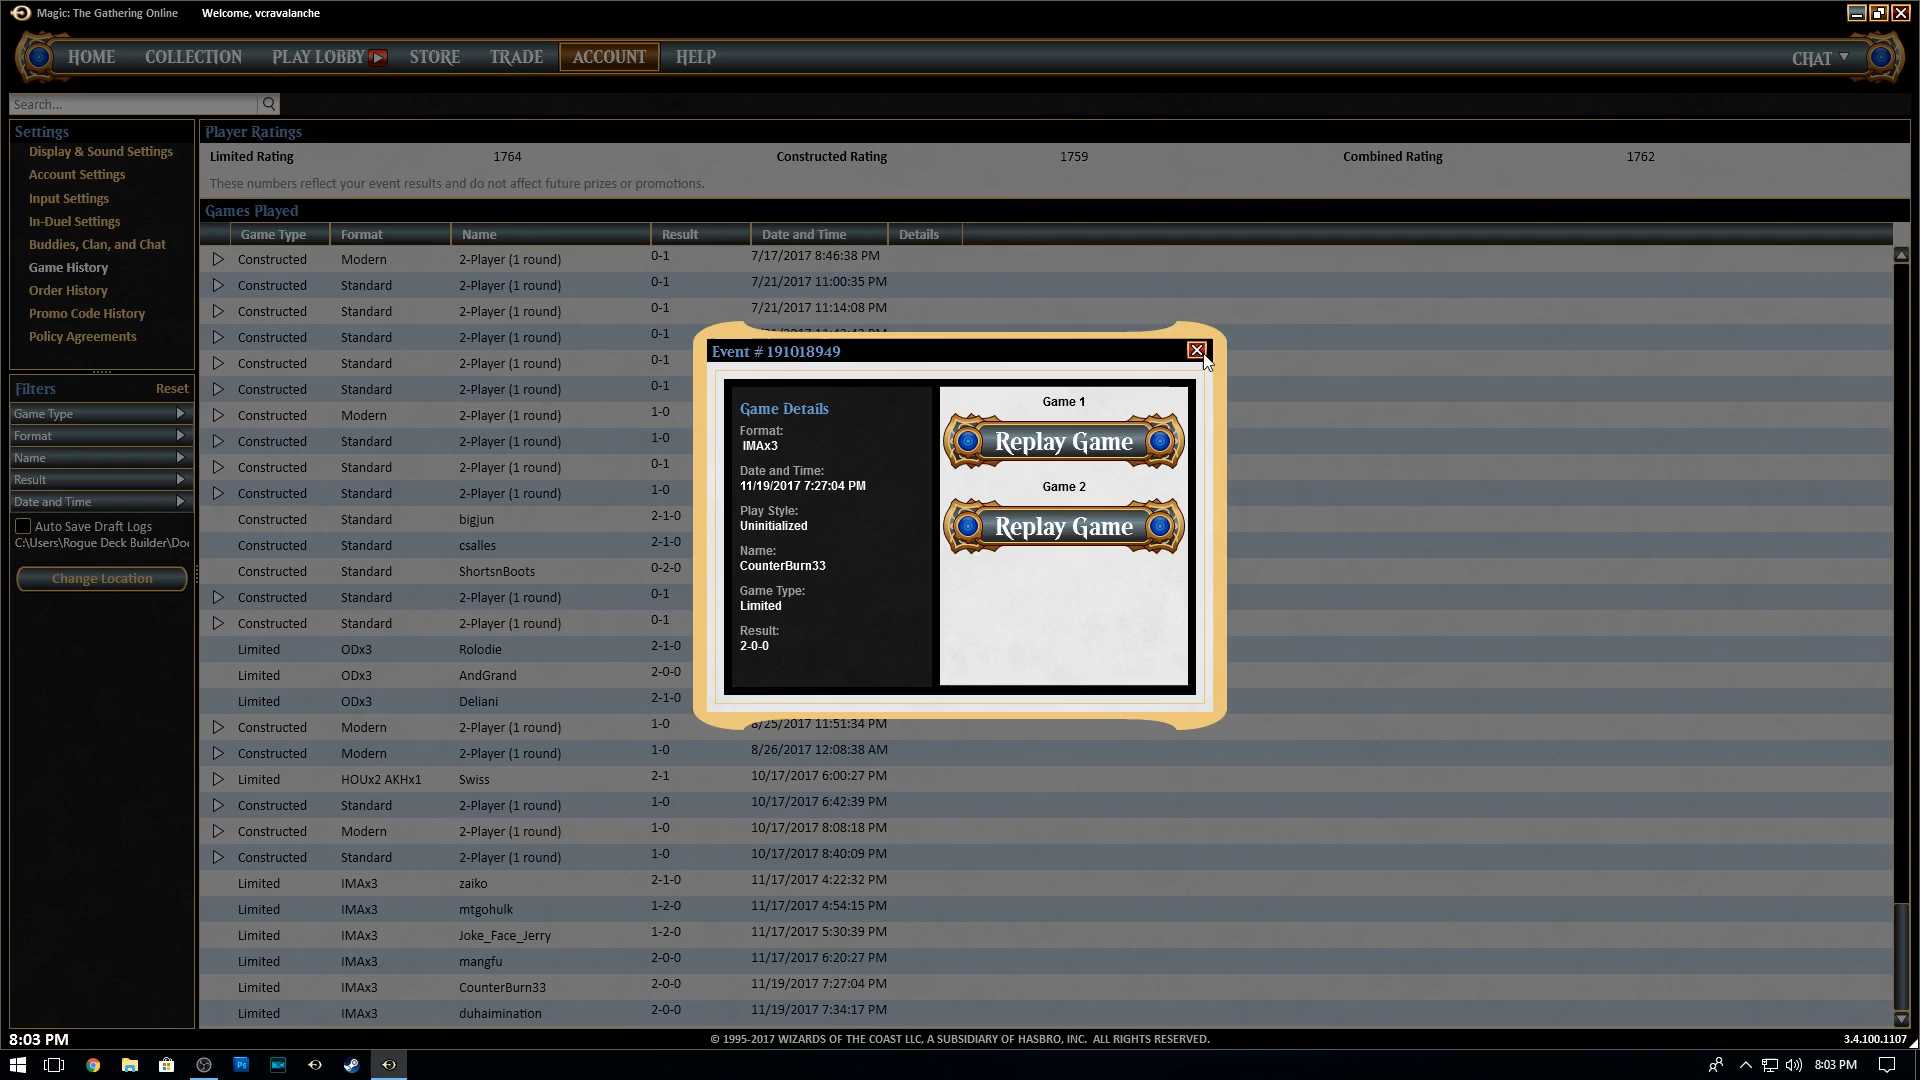 Magic: The Gathering Online Welcome, vcravalanche
HOME COLLECTION PLAY LOBBY STORE TRADE ACCOUNT HELP CHAT
Search...
Settings
Display & Sound Settings
Account Settings
Input Settings
In-Duel Settings
Buddies, Clan, and Chat
Game History
Order History
Promo Code History
Policy Agreements
Filters Reset
Game Type
Format
Name
Result
Date and Time
Auto Save Draft Logs
C:\Users\Rogue Deck Builder\Doc
Change Location
Player Ratings
Limited Rating 1764 Constructed Rating 1759 Combined Rating 1762
These numbers reflect your event results and do not affect future prizes or promotions.
Games Played
Game Type Format Name Result Date and Time Details
Constructed Modern 2-Player (1 round) 0-1 7/17/2017 8:46:38 PM
Constructed Standard 2-Player (1 round) 0-1 7/21/2017 11:00:35 PM
Constructed Standard 2-Player (1 round) 0-1 7/21/2017 11:14:08 PM
Constructed Standard 2-Player (1 round) 0-1
Constructed Standard 2-Player (1 round) 0-1
Constructed Standard 2-Player (1 round) 0-1
Constructed Modern 2-Player (1 round) 1-0
Constructed Standard 2-Player (1 round) 1-0
Constructed Standard 2-Player (1 round) 0-1
Constructed Standard 2-Player (1 round) 1-0
Constructed Standard bigjun 2-1-0
Constructed Standard csalles 2-1-0
Constructed Standard ShortsnBoots 0-2-0
Constructed Standard 2-Player (1 round) 0-1
Constructed Standard 2-Player (1 round) 0-1
Limited ODx3 Rolodie 2-1-0
Limited ODx3 AndGrand 2-0-0
Limited ODx3 Deliani 2-1-0
Constructed Modern 2-Player (1 round) 1-0 8/25/2017 11:51:34 PM
Constructed Modern 2-Player (1 round) 1-0 8/26/2017 12:08:38 AM
Limited HOUx2 AKHx1 Swiss 2-1 10/17/2017 6:00:27 PM
Constructed Standard 2-Player (1 round) 1-0 10/17/2017 6:42:39 PM
Constructed Modern 2-Player (1 round) 1-0 10/17/2017 8:08:18 PM
Constructed Standard 2-Player (1 round) 1-0 10/17/2017 8:40:09 PM
Limited IMAx3 zaiko 2-1-0 11/17/2017 4:22:32 PM
Limited IMAx3 mtgohulk 1-2-0 11/17/2017 4:54:15 PM
Limited IMAx3 Joke_Face_Jerry 1-2-0 11/17/2017 5:30:39 PM
Limited IMAx3 mangfu 2-0-0 11/17/2017 6:20:27 PM
Limited IMAx3 CounterBurn33 2-0-0 11/19/2017 7:27:04 PM
Limited IMAx3 duhaimination 2-0-0 11/19/2017 7:34:17 PM
Event # 191018949
Game Details
Format:
IMAx3
Date and Time:
11/19/2017 7:27:04 PM
Play Style:
Uninitialized
Name:
CounterBurn33
Game Type:
Limited
Result:
2-0-0
Game 1
Replay Game
Game 2
Replay Game
8:03 PM © 1995-2017 WIZARDS OF THE COAST LLC, A SUBSIDIARY OF HASBRO, INC. ALL RIGHTS RESERVED. 3.4.100.1107
Ps
8:03 PM